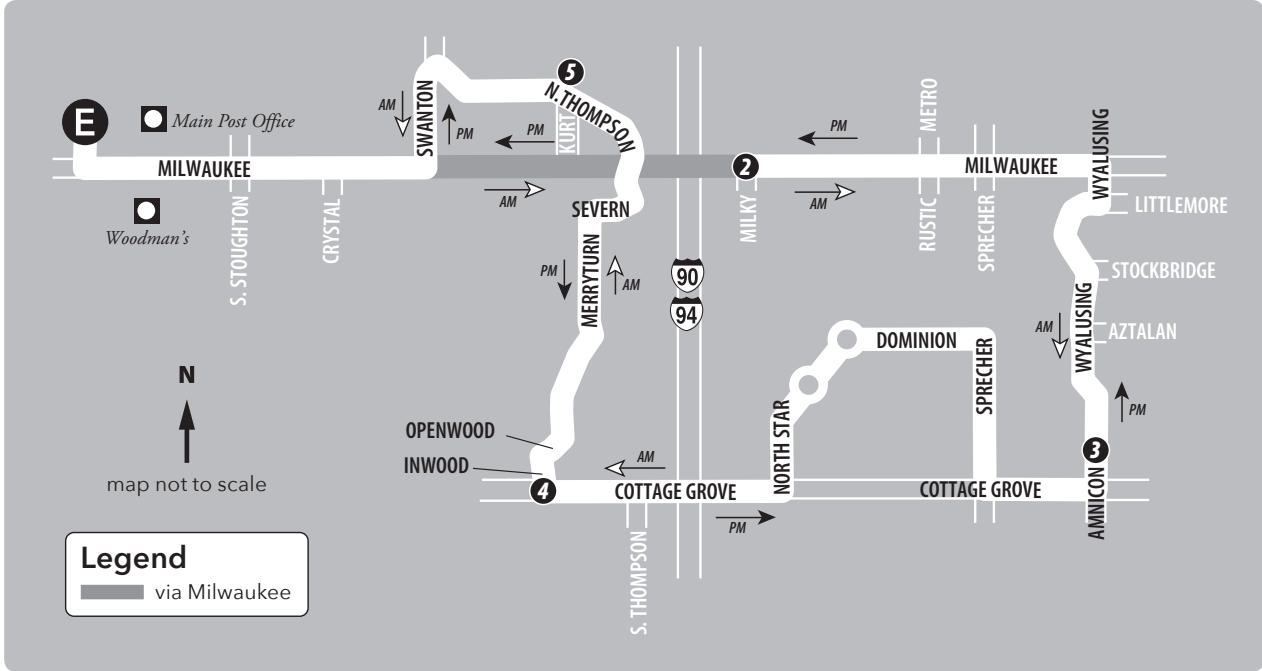 5
N. THOMPSON
METRO
AM
SWANTON
PM
KURT
PM
PM
WYALUSING
E
Main Post Office
MILWAUKEE
2
MILWAUKEE
AM
AM
Woodman's
S. STOUGHTON
CRYSTAL
SEVERN
MILKY
RUSTIC
SPRECHER
LITTLEMORE
PM
MERRYTURN
AM
90
94
STOCKBRIDGE
WYALUSING
AM
AZTALAN
DOMINION
SPRECHER
N
map not to scale
NORTH STAR
PM
OPENWOOD
INWOOD
AM
3
4
COTTAGE GROVE
COTTAGE GROVE
AMNICON
PM
S. THOMPSON
Legend
via Milwaukee